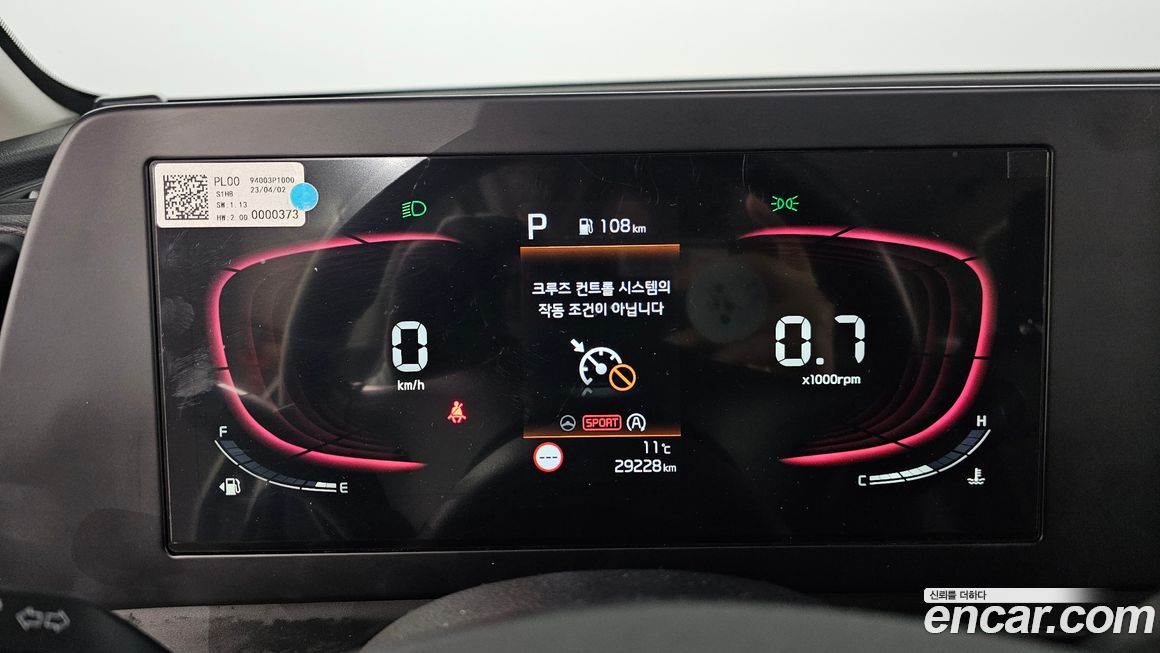 PL00 94003P1000
S1HB 23/04/02
SW:1.13
HW:2.00 0000373
P 108km
크루즈 컨트롤 시스템의
작동 조건이 아닙니다
0
km/h
0.7
x1000rpm
SPORT A
F
E
---
11℃
29228km
H
C
신뢰를 더하다
encar.com